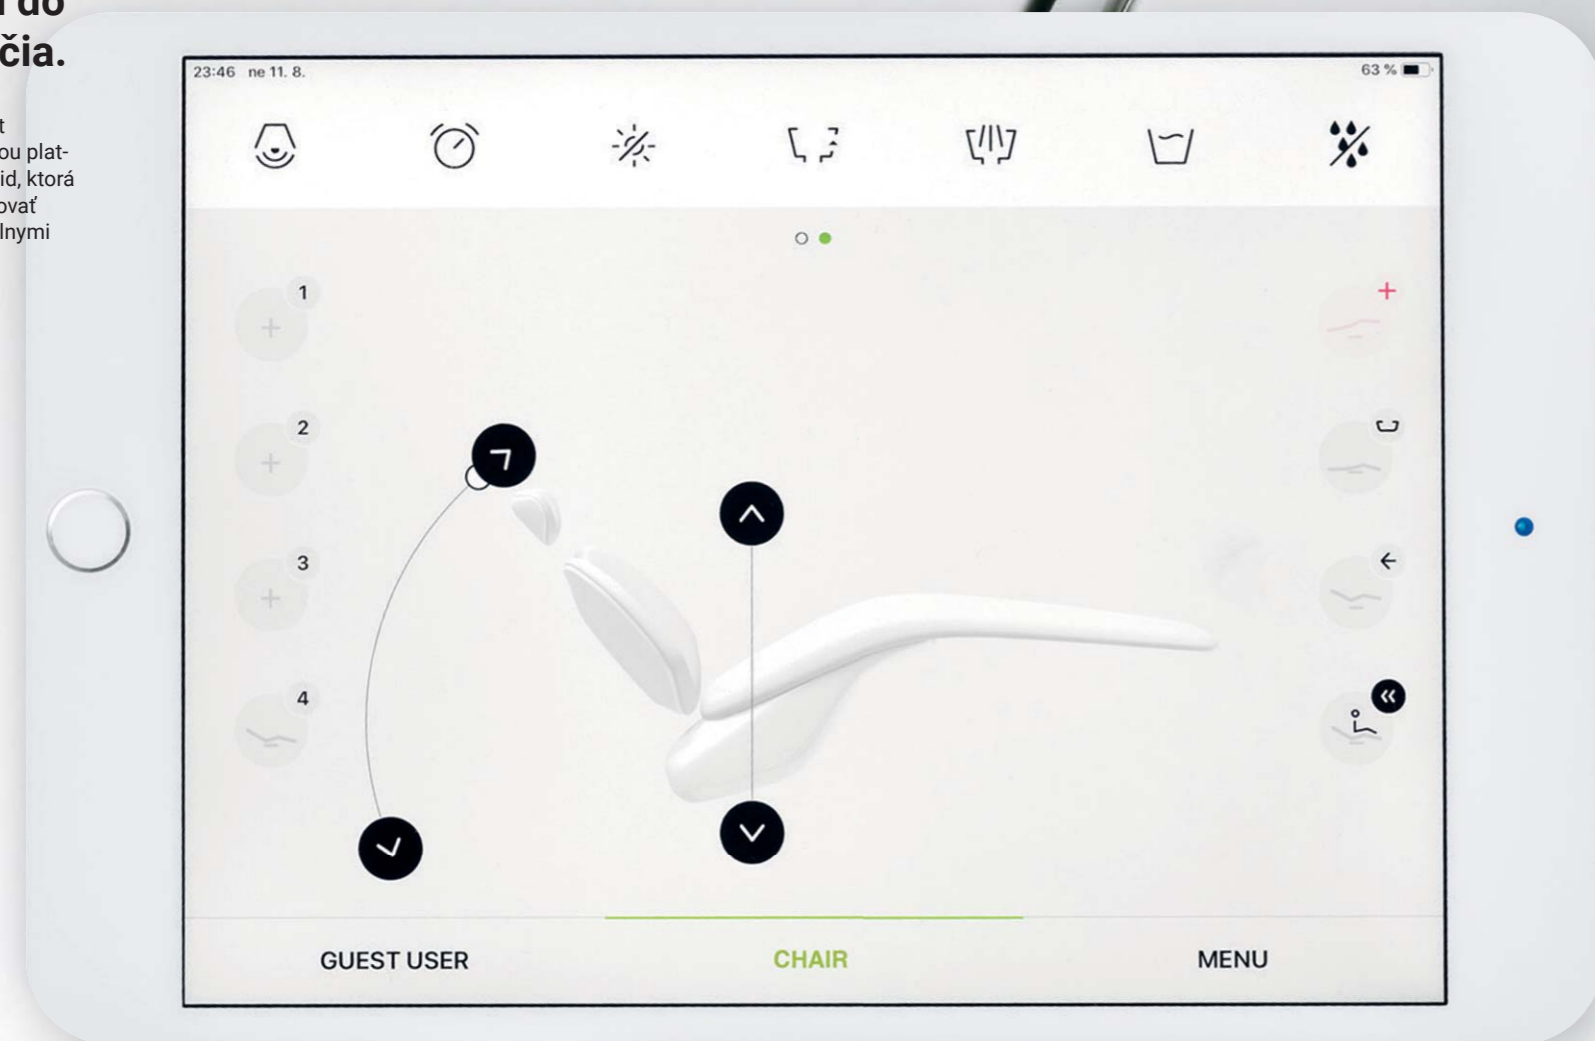 do
čia.
t
ou plat-
id, ktorá
ovať
lnymi
23:46 ne 11. 8.
63 %
1
2
3
4
GUEST USER
CHAIR
MENU